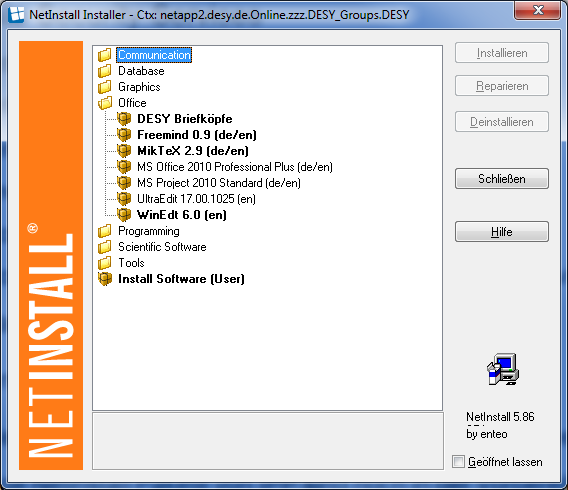 NetInstall Installer - Ctx: netapp2.desy.de.Online.zzz.DESY_Groups.DESY
Communication
Database
Graphics
Office
DESY Briefköpfe
Freemind 0.9 (de/en)
MikTeX 2.9 (de/en)
MS Office 2010 Professional Plus (de/en)
MS Project 2010 Standard (de/en)
UltraEdit 17.00.1025 (en)
WinEdt 6.0 (en)
Programming
Scientific Software
Tools
Install Software (User)
NETINSTALL®
Installieren
Reparieren
Deinstallieren
Schließen
Hilfe
NetInstall 5.86
by enteo
Geöffnet lassen